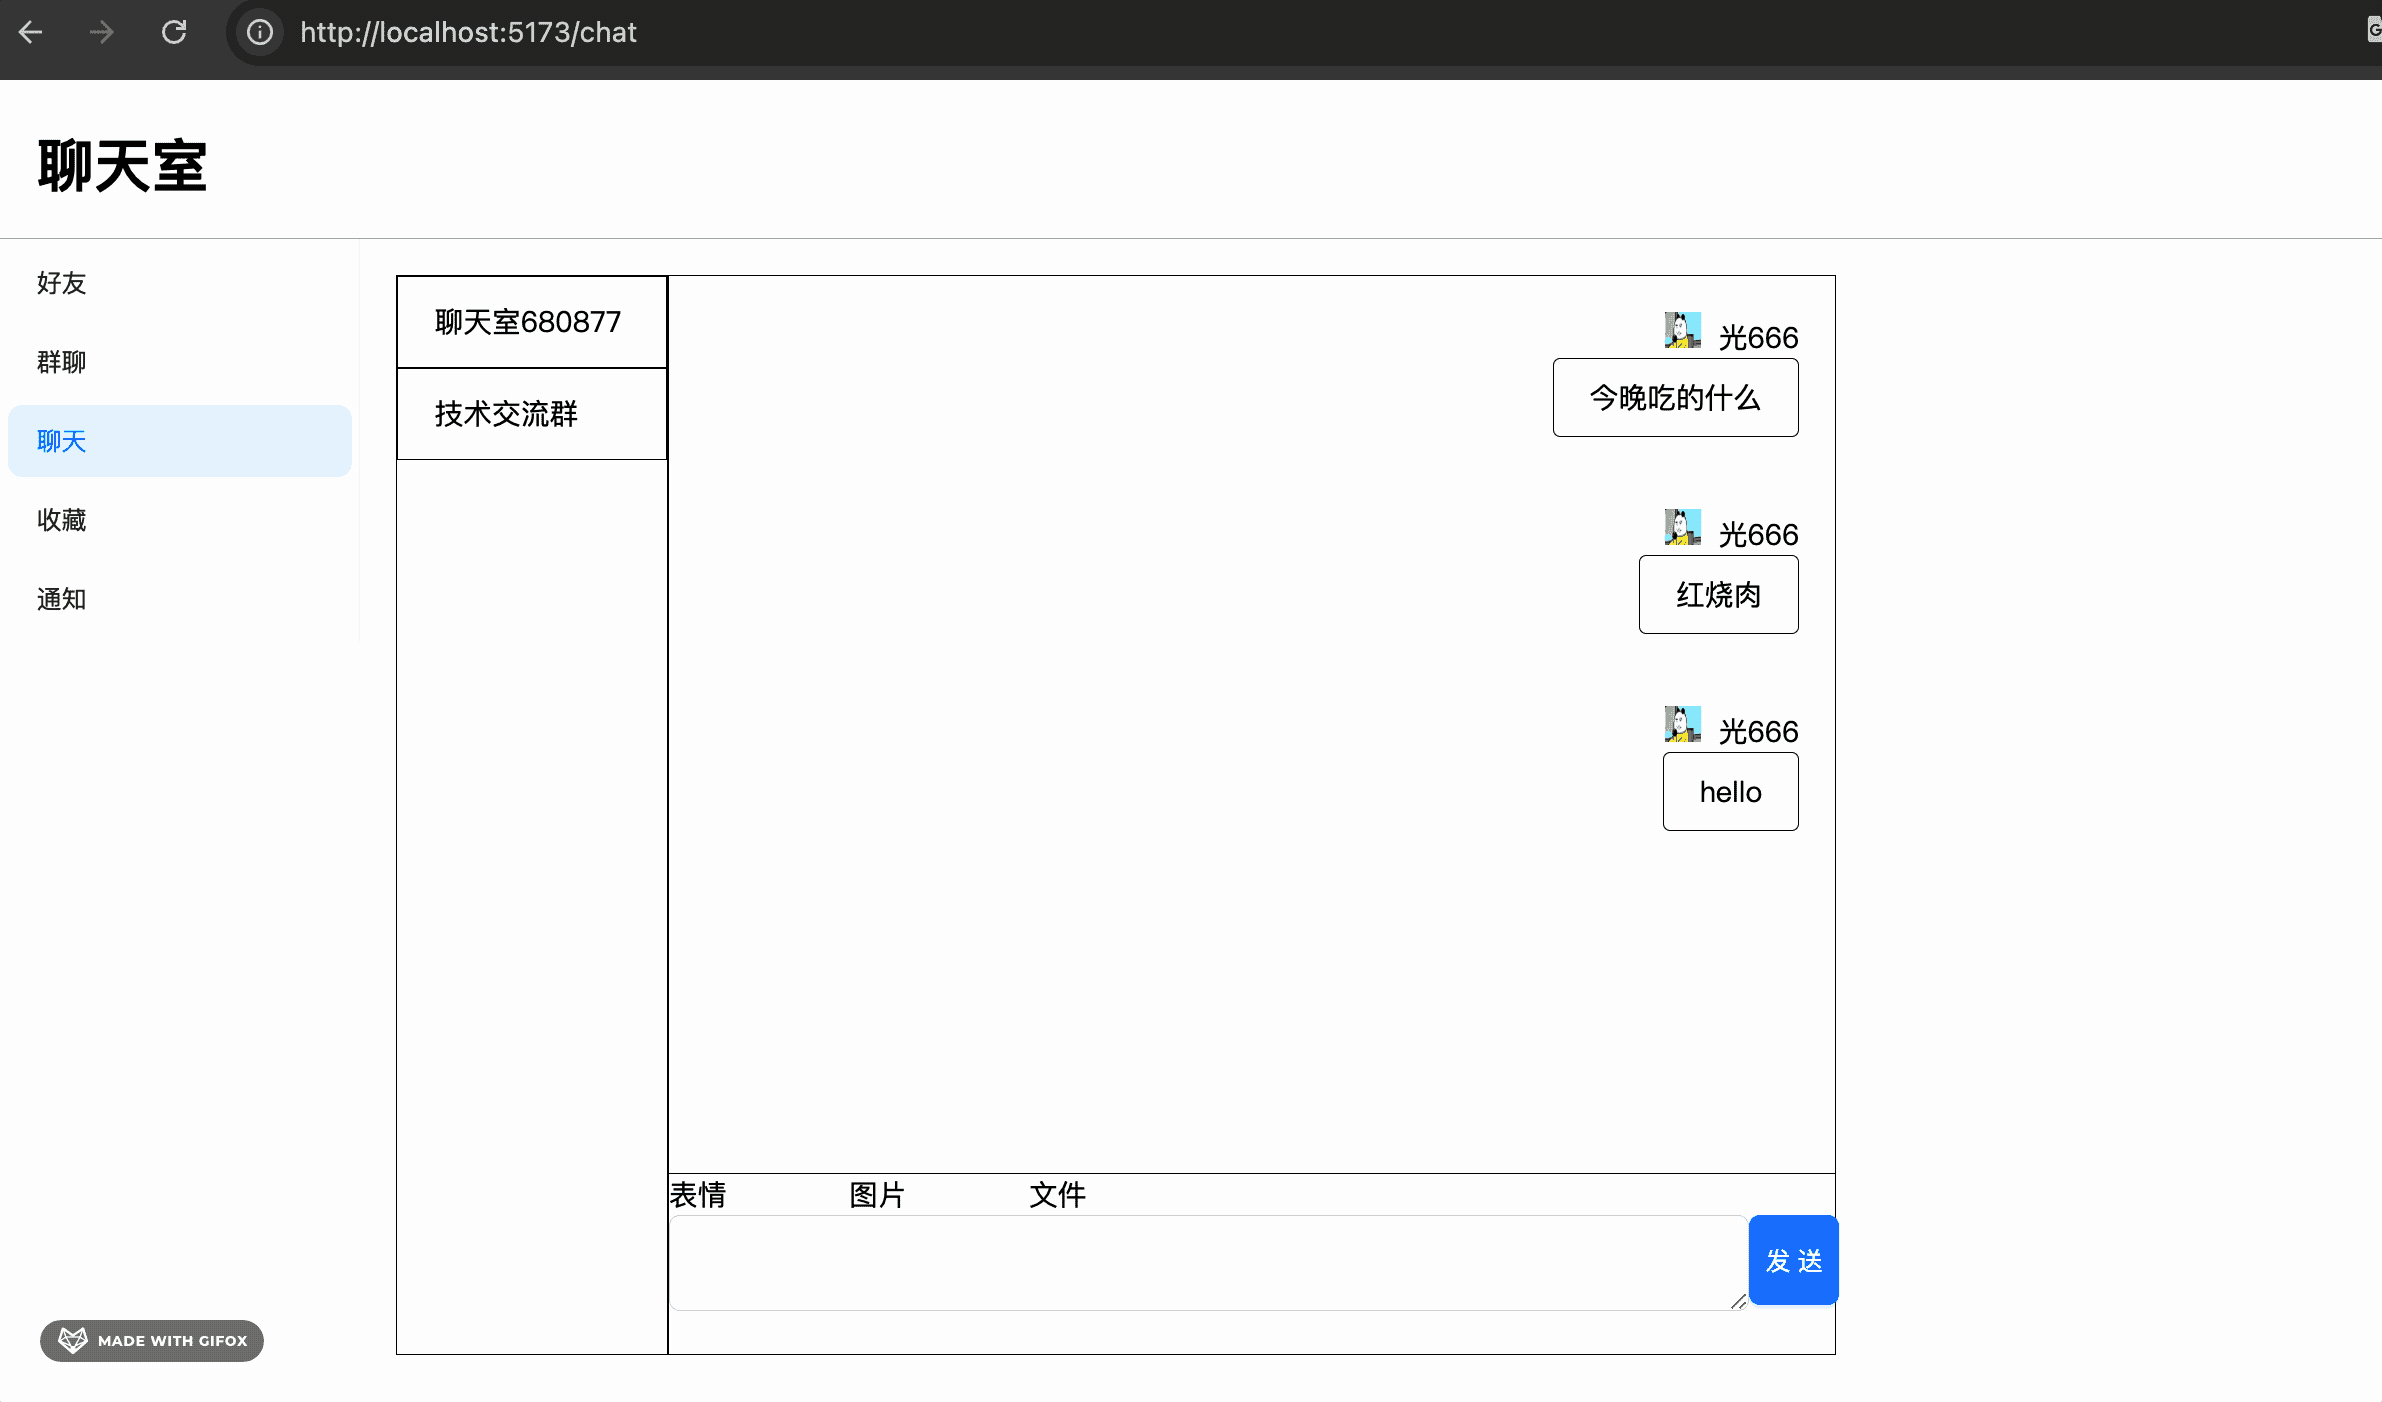 http://localhost:5173/chat
G
聊天室
好友
群聊
聊天
收藏
通知
聊天室680877
技术交流群
光666
今晚吃的什么
光666
红烧肉
光666
hello
表情 图片 文件
发 送
MADE WITH GIFOX